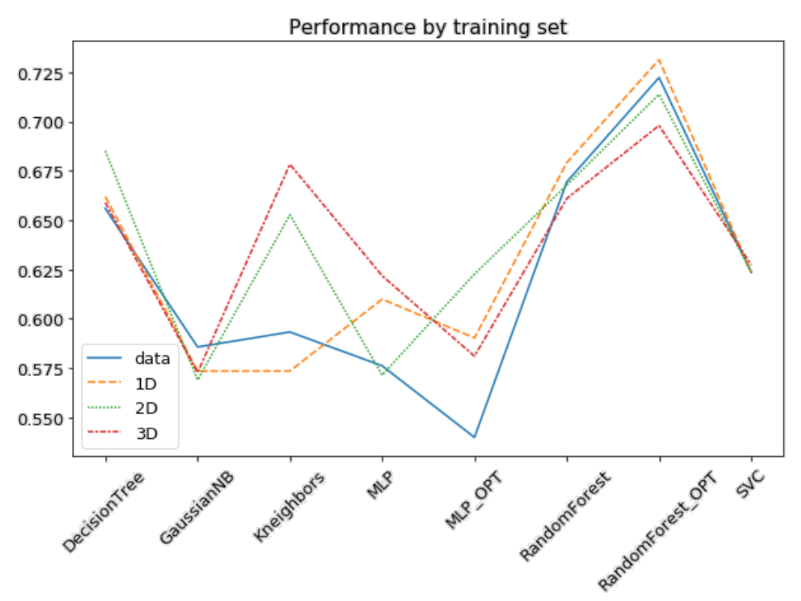 Performance by training set
0.725
0.700
0.675
0.650
0.625
0.600
0.575
0.550
data
1D
2D
3D
DecisionTree
GaussianNB
Kneighbors
MLP
MLP_OPT
RandomForest
RandomForest_OPT
SVC